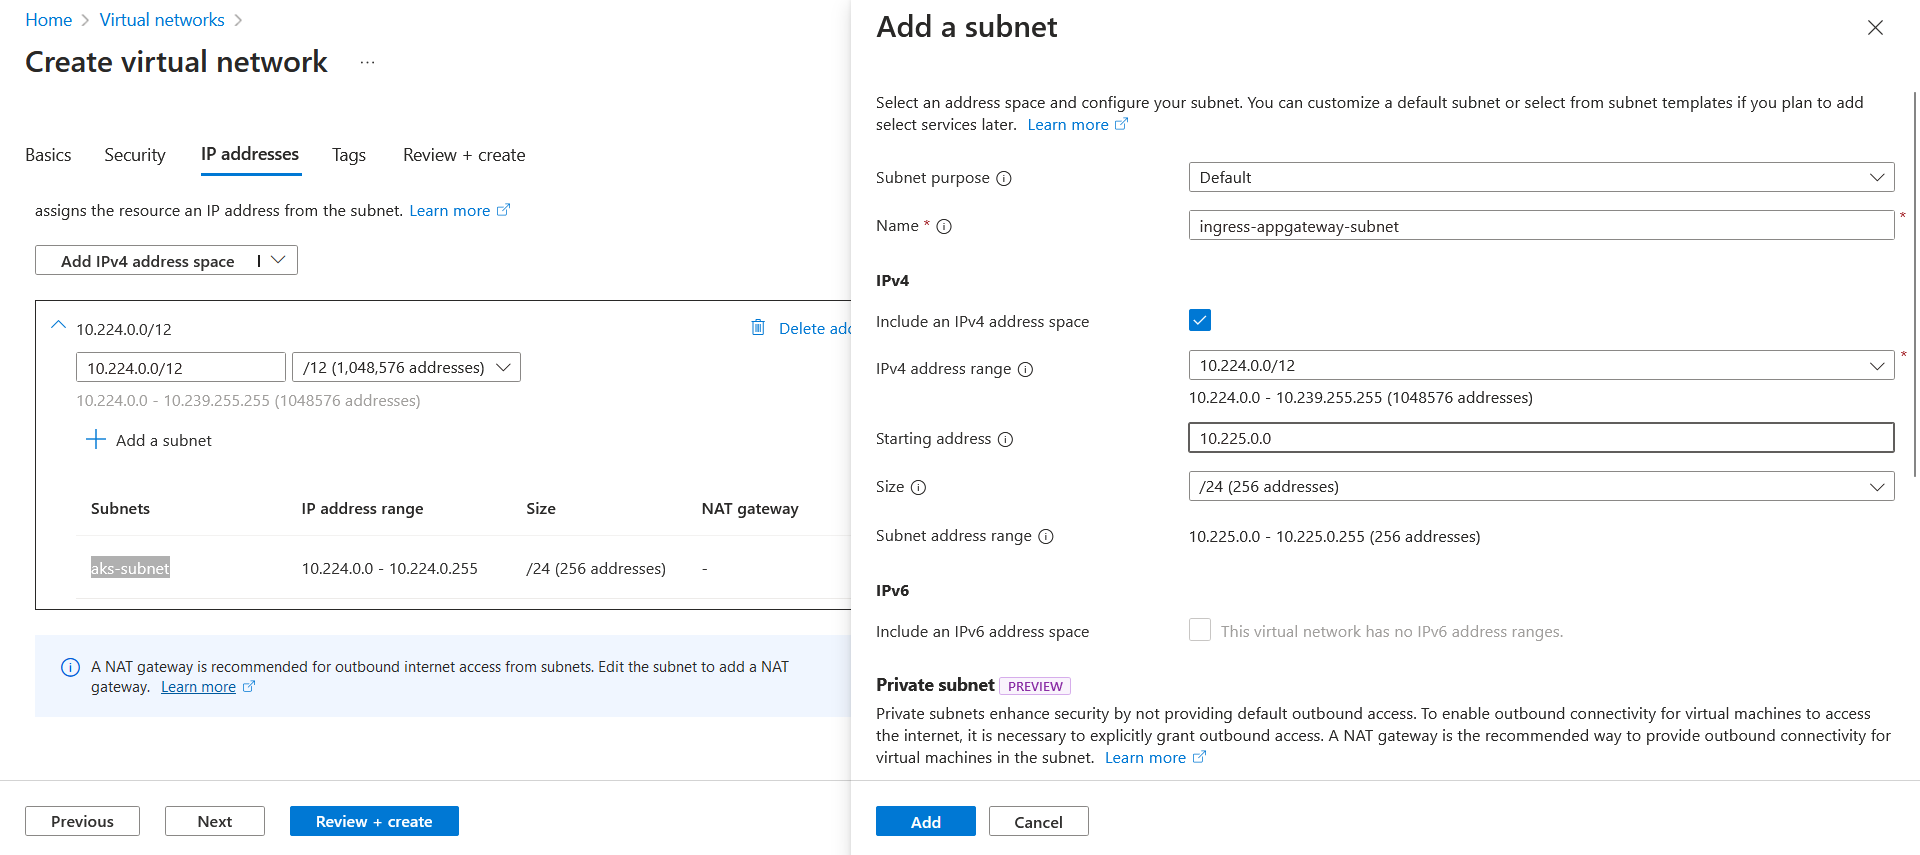 Home > Virtual networks >
Create virtual network ...
Basics Security IP addresses Tags Review + create
assigns the resource an IP address from the subnet. Learn more
Add IPv4 address space |
10.224.0.0/12
Delete add
10.224.0.0/12 /12 (1,048,576 addresses)
10.224.0.0 - 10.239.255.255 (1048576 addresses)
+ Add a subnet
Subnets IP address range Size NAT gateway
aks-subnet 10.224.0.0 - 10.224.0.255 /24 (256 addresses) -
A NAT gateway is recommended for outbound internet access from subnets. Edit the subnet to add a NAT
gateway. Learn more
Previous Next Review + create
Add a subnet
Select an address space and configure your subnet. You can customize a default subnet or select from subnet templates if you plan to add
select services later. Learn more
Subnet purpose Default
Name * ingress-appgateway-subnet *
IPv4
Include an IPv4 address space
IPv4 address range 10.224.0.0/12 *
10.224.0.0 - 10.239.255.255 (1048576 addresses)
Starting address 10.225.0.0
Size /24 (256 addresses)
Subnet address range 10.225.0.0 - 10.225.0.255 (256 addresses)
IPv6
Include an IPv6 address space This virtual network has no IPv6 address ranges.
Private subnet PREVIEW
Private subnets enhance security by not providing default outbound access. To enable outbound connectivity for virtual machines to access
the internet, it is necessary to explicitly grant outbound access. A NAT gateway is the recommended way to provide outbound connectivity for
virtual machines in the subnet. Learn more
Add Cancel